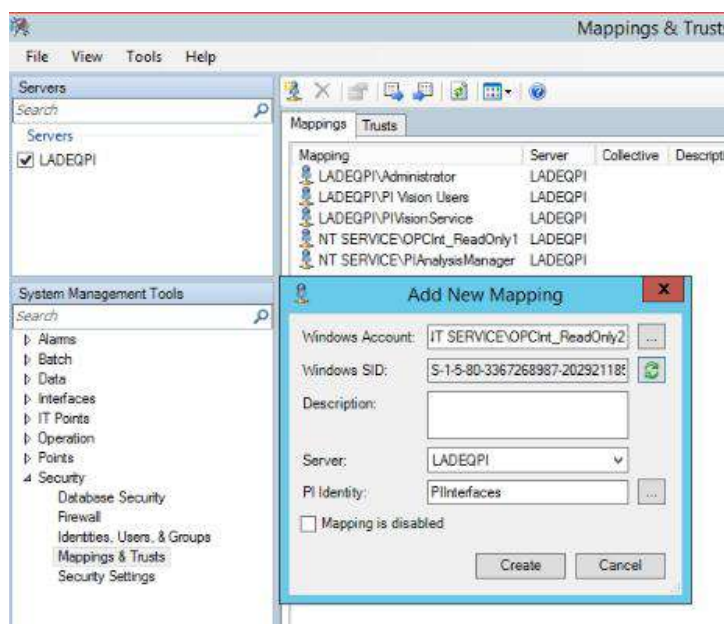 Mappings & Trust
File View Tools Help
Servers
Search
Servers
LADEQPI
Mappings Trusts
Mapping Server Collective Descripti
LADEQPI\Administrator LADEQPI
LADEQPI\PI Vision Users LADEQPI
LADEQPI\PIVisionService LADEQPI
NT SERVICE\OPCInt_ReadOnly1 LADEQPI
NT SERVICE\PIAnalysisManager LADEQPI
System Management Tools
Search
Alarms
Batch
Data
Interfaces
IT Points
Operation
Points
Security
Database Security
Firewall
Identities, Users, & Groups
Mappings & Trusts
Security Settings
Add New Mapping
x
Windows Account: IT SERVICE\OPCInt_ReadOnly2 ...
Windows SID: S-1-5-80-3367268987-202921185
Description:
Server: LADEQPI
PI Identity: PIInterfaces ...
Mapping is disabled
Create Cancel